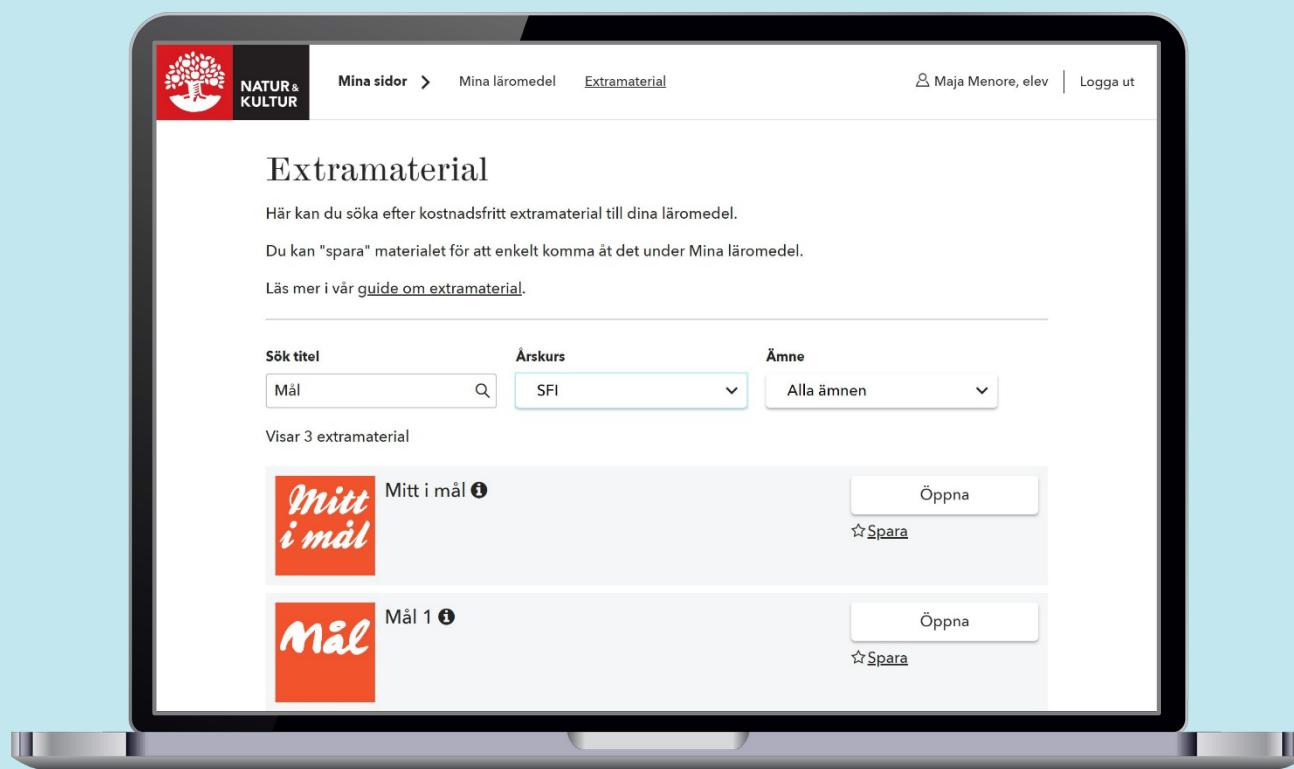 NATUR &
KULTUR
Mina sidor > Mina läromedel Extramaterial
Maja Menore, elev | Logga ut
Extramaterial
Här kan du söka efter kostnadsfritt extramaterial till dina läromedel.
Du kan "spara" materialet för att enkelt komma åt det under Mina läromedel.
Läs mer i vår guide om extramaterial.
Sök titel Årskurs Ämne
Mål SFI Alla ämnen
Visar 3 extramaterial
Mitt
i mål
Mitt i mål
Öppna
Spara
Mål
Mål 1
Öppna
Spara